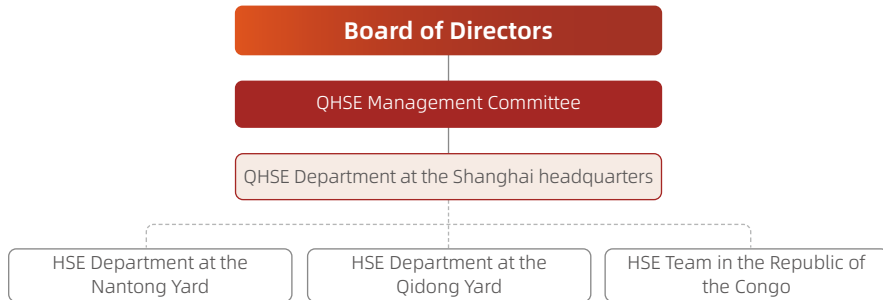 Board of Directors
QHSE Management Committee
QHSE Department at the Shanghai headquarters
HSE Department at the
Nantong Yard
HSE Department at the
Qidong Yard
HSE Team in the Republic of
the Congo